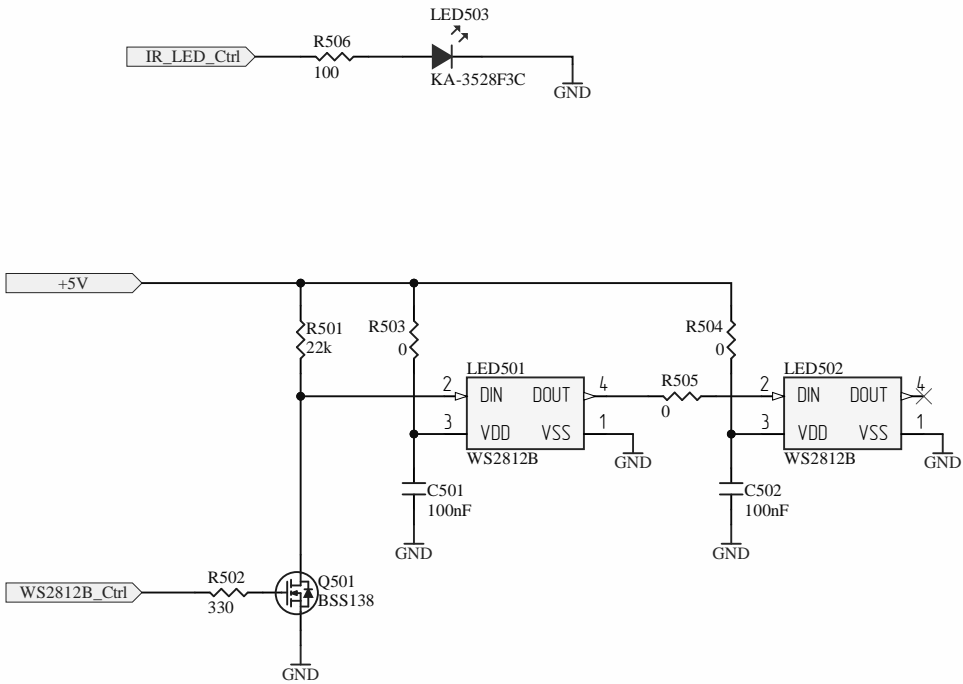 LED503
IR_LED_Ctrl
R506
100
KA-3528F3C
GND
+5V
R501
22k
R503
0
R504
0
LED501
2 DIN DOUT 4
3 VDD VSS 1
WS2812B
GND
R505
0
LED502
2 DIN DOUT 4
3 VDD VSS 1
WS2812B
GND
C501
100nF
GND
C502
100nF
GND
WS2812B_Ctrl
R502
330
Q501
BSS138
GND